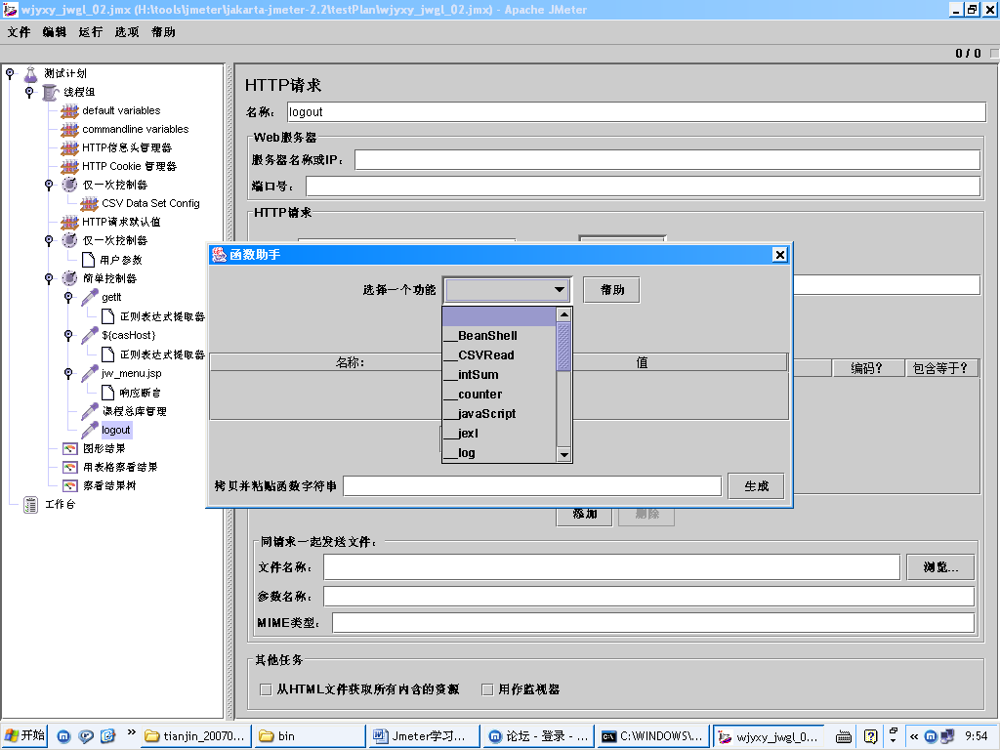 wjyxy_jwgl_02.jmx (H:\tools\jmeter\jakarta-jmeter-2.2\testPlan\wjyxy_jwgl_02.jmx) - Apache JMeter
文件 编辑 运行 选项 帮助
0 / 0
测试计划
线程组
default variables
commandline variables
HTTP信息头管理器
HTTP Cookie 管理器
仅一次控制器
CSV Data Set Config
HTTP请求默认值
仅一次控制器
用户参数
简单控制器
getIt
正则表达式提取器
${casHost}
正则表达式提取器
jw_menu.jsp
响应断言
课程总库管理
logout
图形结果
用表格察看结果
察看结果树
工作台
HTTP请求
名称: logout
Web服务器
服务器名称或IP:
端口号:
HTTP请求
函数助手
选择一个功能 帮助
__BeanShell
__CSVRead
__intSum
__counter
__javaScript
__jexl
__log
名称: 值
编码? 包含等于?
拷贝并粘贴函数字符串 生成
添加 删除
同请求一起发送文件:
文件名称: 浏览...
参数名称:
MIME类型:
其他任务
从HTML文件获取所有内含的资源 用作监视器
开始 » tianjin_20070... bin Jmeter学习... 论坛 - 登录 - ... C:\WINDOWS\... wjyxy_jwgl_0... « 9:54